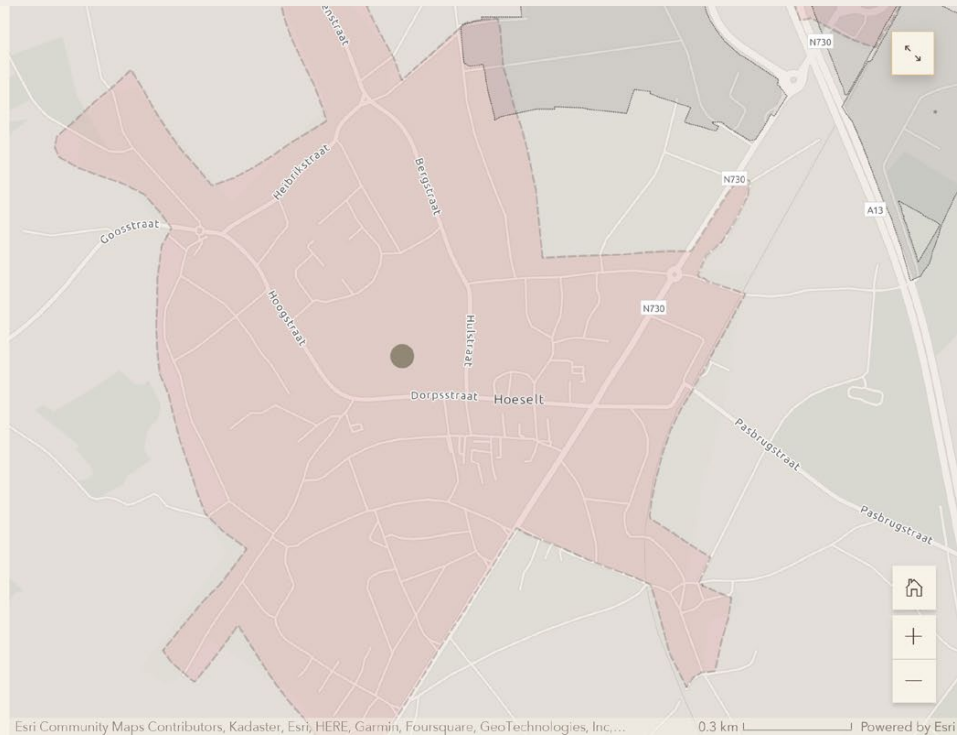 enstraat
N730
Heibrikstraat
Bergstraat
N730
A13
Goosstraat
Hoogstraat
N730
Hulstraat
Dorpsstraat
Hoeselt
Pasbrugstraat
Pasbrugstraat
Esri Community Maps Contributors, Kadaster, Esri, HERE, Garmin, Foursquare, GeoTechnologies, Inc,...
0.3 km
Powered by Esri